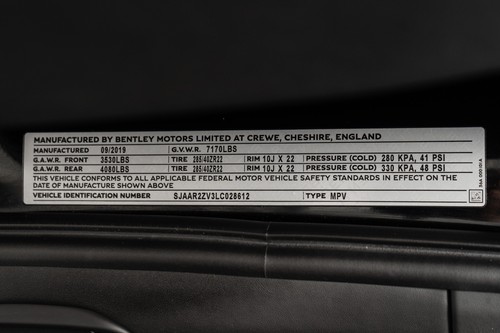 MANUFACTURED BY BENTLEY MOTORS LIMITED AT CREWE, CHESHIRE, ENGLAND
MANUFACTURED 09/2019 G.V.W.R. 7170LBS
G.A.W.R. FRONT 3530LBS TIRE 285/40ZR22 RIM 10J X 22 PRESSURE (COLD) 280 KPA, 41 PSI
G.A.W.R. REAR 4080LBS TIRE 285/40ZR22 RIM 10J X 22 PRESSURE (COLD) 330 KPA, 48 PSI
THIS VEHICLE CONFORMS TO ALL APPLICABLE FEDERAL MOTOR VEHICLE SAFETY STANDARDS IN EFFECT ON THE
DATE OF MANUFACTURE SHOWN ABOVE
VEHICLE IDENTIFICATION NUMBER SJAAR2ZV3LC028612 TYPE MPV